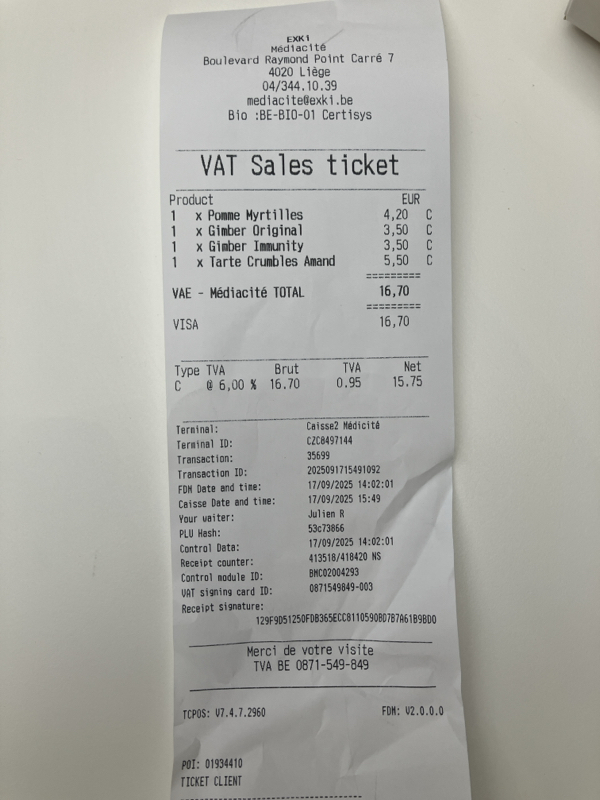 EXKi
Médiacité
Boulevard Raymond Point Carré 7
4020 Liège
04/344.10.39
mediacite@exki.be
Bio :BE-BIO-01 Certisys
VAT Sales ticket
Product EUR
1 x Pomme Myrtilles 4,20 C
1 x Gimber Original 3,50 C
1 x Gimber Immunity 3,50 C
1 x Tarte Crumbles Amand 5,50 C
=========
VAE - Médiacité TOTAL 16,70
=========
VISA 16,70
Type TVA Brut TVA Net
C @ 6,00 % 16.70 0.95 15.75
Terminal: Caisse2 Médicité
Terminal ID: CZC8497144
Transaction: 35699
Transaction ID: 2025091715491092
FDM Date and time: 17/09/2025 14:02:01
Caisse Date and time: 17/09/2025 15:49
Your waiter: Julien R
PLU Hash: 53c73866
Control Data: 17/09/2025 14:02:01
Receipt counter: 413518/418420 NS
Control module ID: BMC02004293
VAT signing card ID: 0871549849-003
Receipt signature:
129F9D51250FDB365ECC8110590BD7B7A61B9BD0
Merci de votre visite
TVA BE 0871-549-849
TCPOS: V7.4.7.2960 FDM: V2.0.0.0
POI: 01934410
TICKET CLIENT